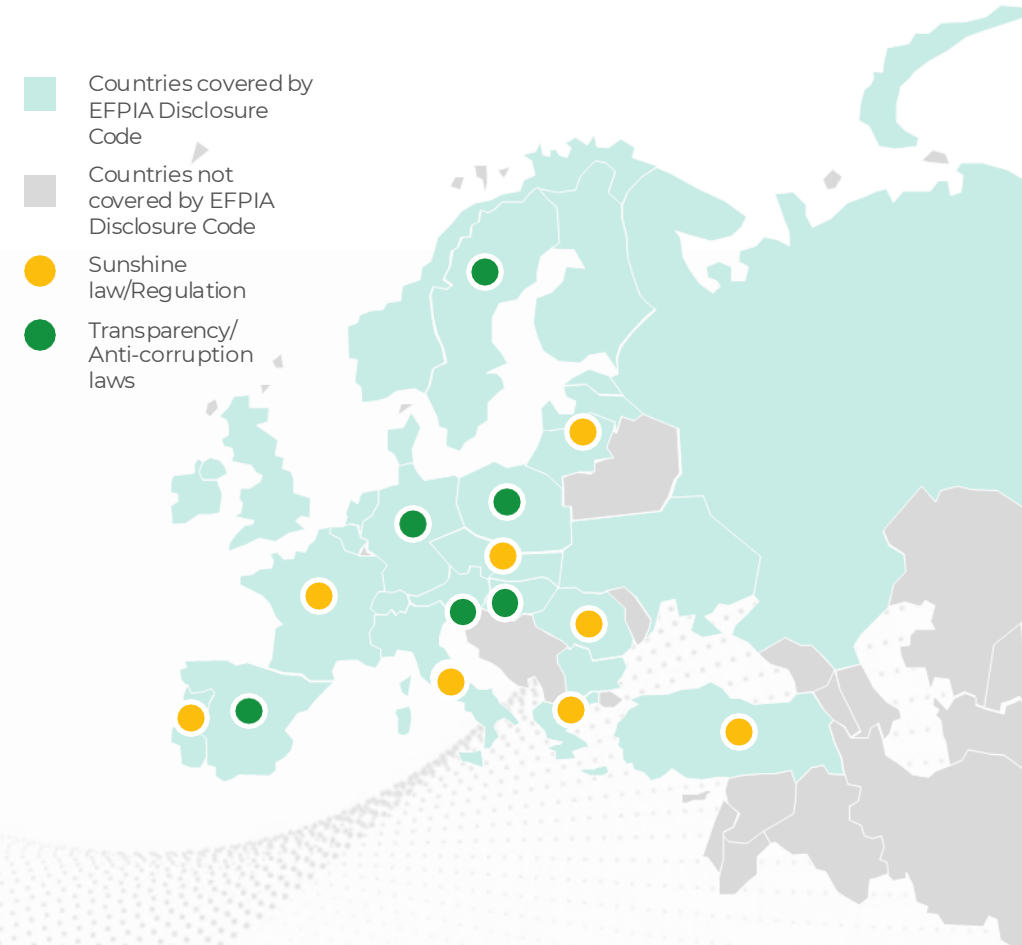 Countries covered by
EFPIA Disclosure
Code
Countries not
covered by EFPIA
Disclosure Code
Sunshine
law/Regulation
Transparency/
Anti-corruption
laws